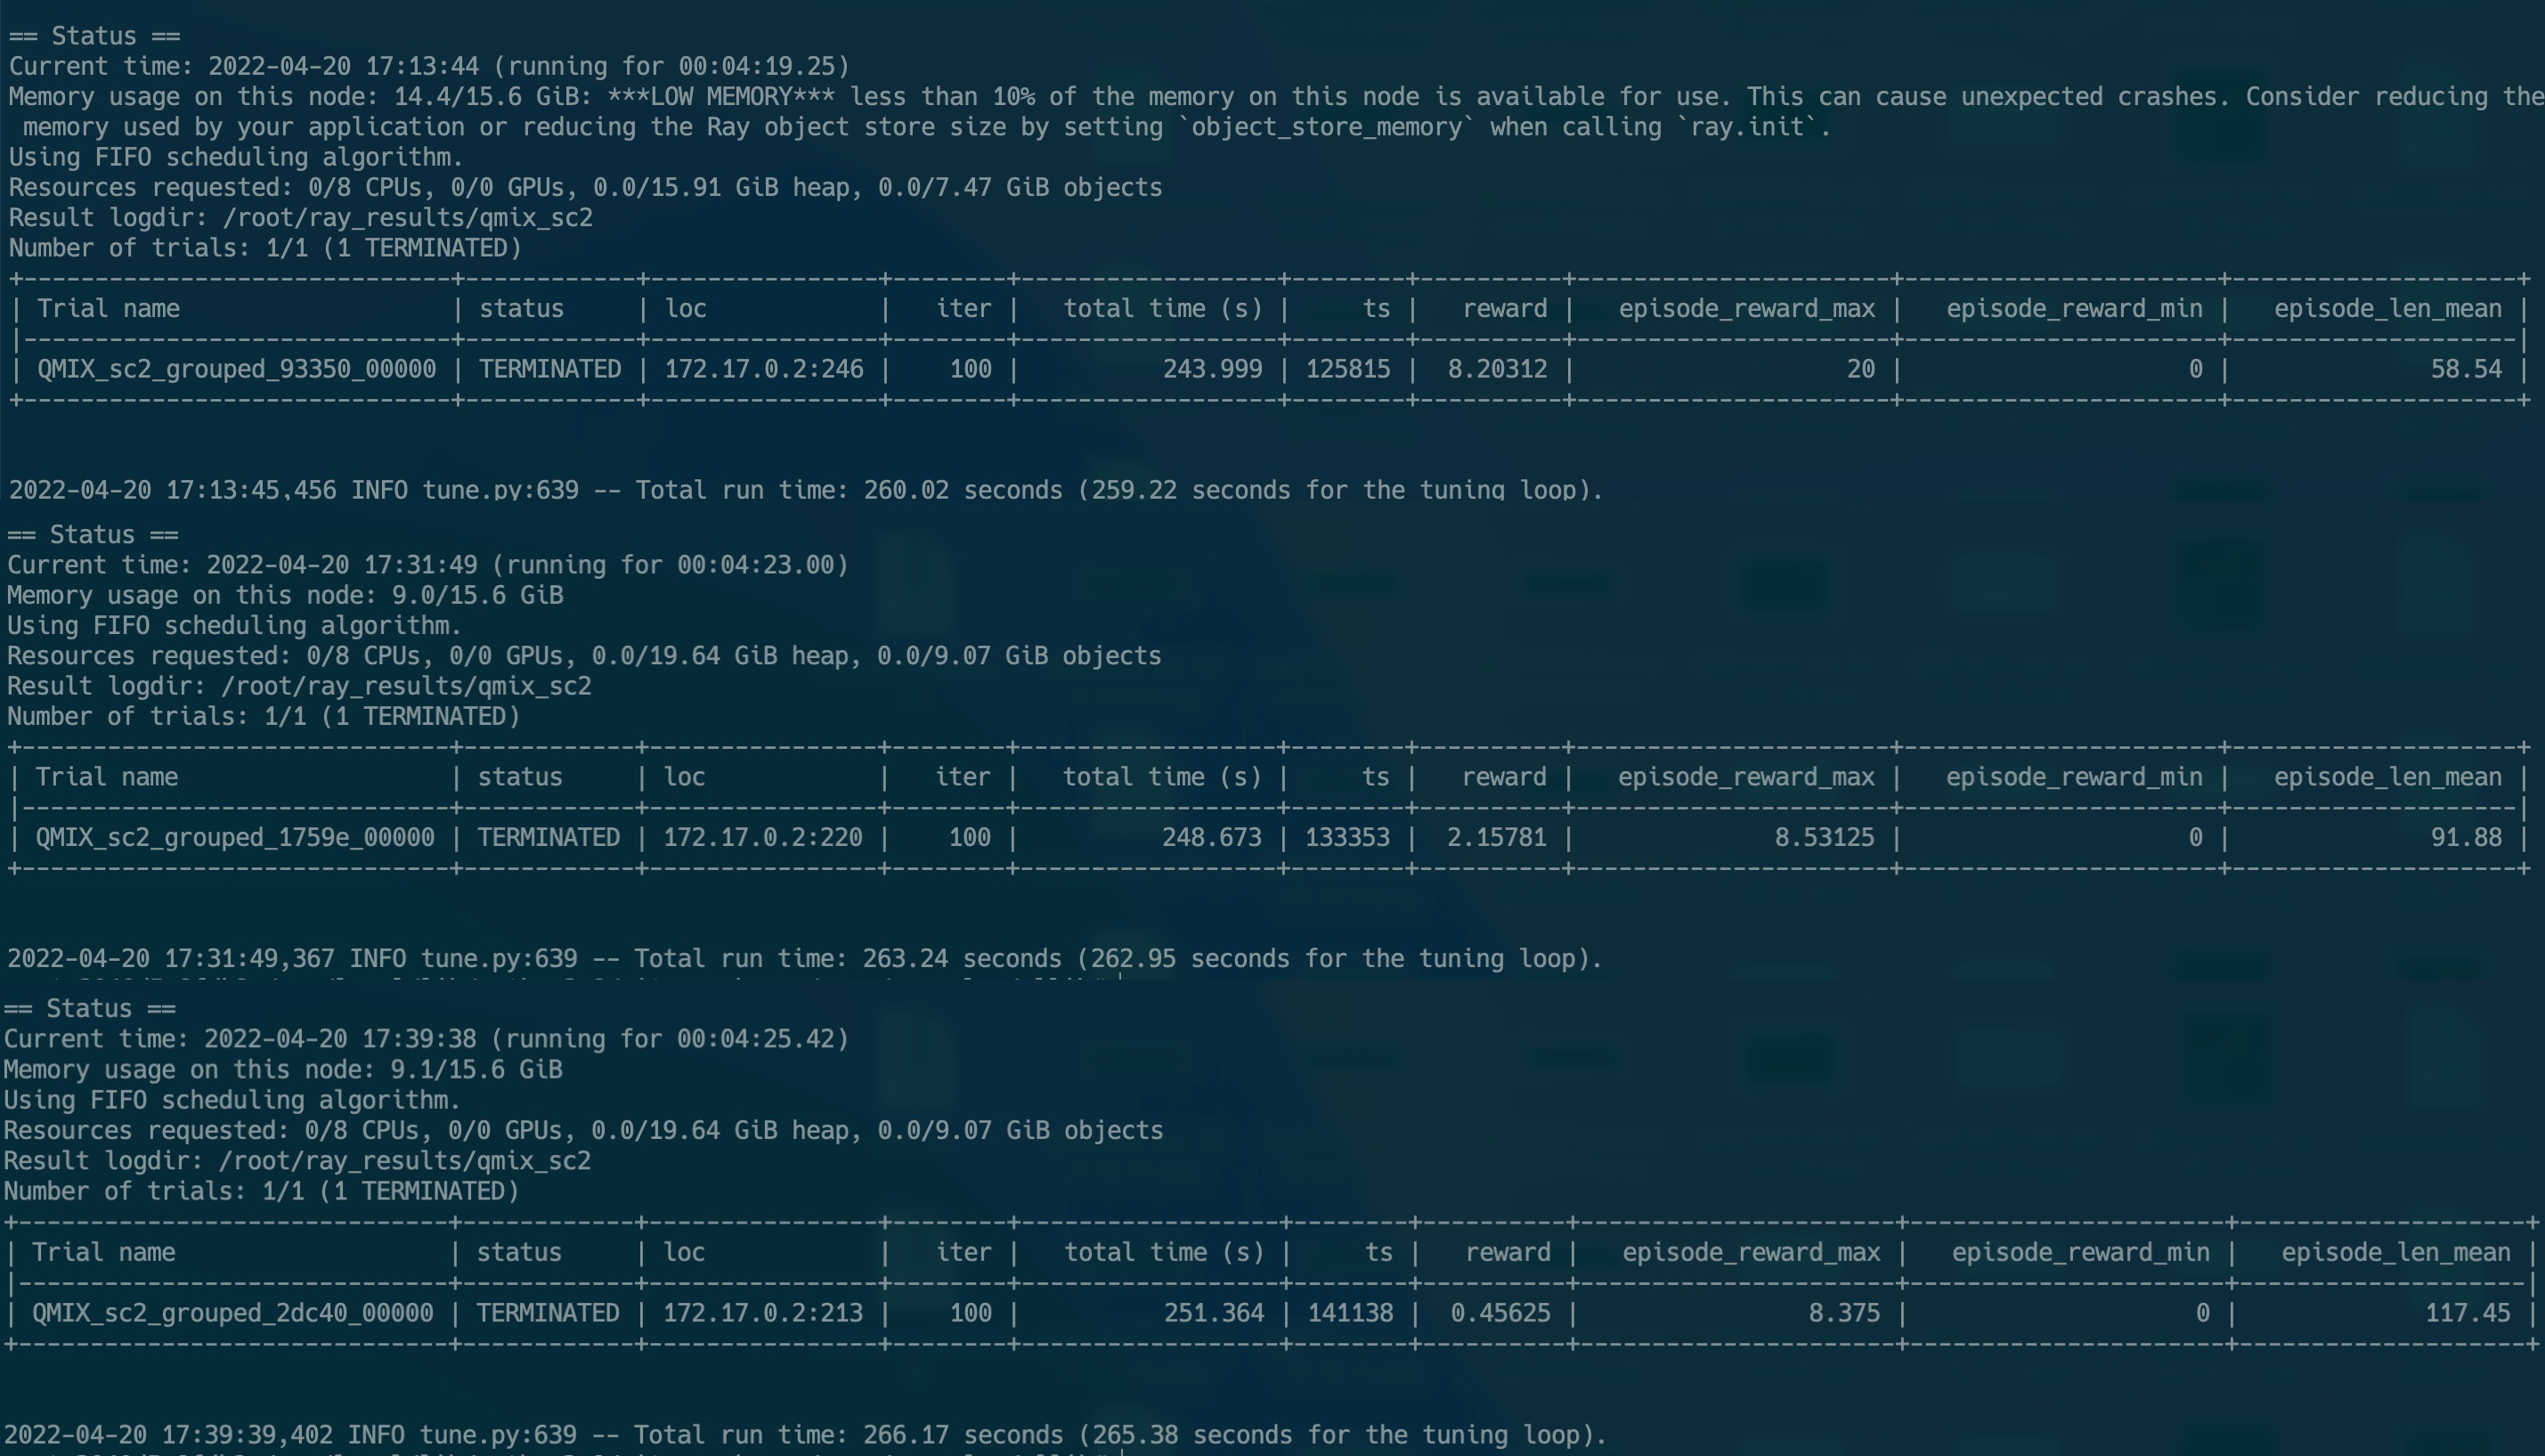 == Status ==
Current time: 2022-04-20 17:13:44 (running for 00:04:19.25)
Memory usage on this node: 14.4/15.6 GiB: ***LOW MEMORY*** less than 10% of the memory on this node is available for use. This can cause unexpected crashes. Consider reducing the
 memory used by your application or reducing the Ray object store size by setting `object_store_memory` when calling `ray.init`.
Using FIFO scheduling algorithm.
Resources requested: 0/8 CPUs, 0/0 GPUs, 0.0/15.91 GiB heap, 0.0/7.47 GiB objects
Result logdir: /root/ray_results/qmix_sc2
Number of trials: 1/1 (1 TERMINATED)
| Trial name | status | loc | iter | total time (s) | ts | reward | episode_reward_max | episode_reward_min | episode_len_mean |
| QMIX_sc2_grouped_93350_00000 | TERMINATED | 172.17.0.2:246 | 100 | 243.999 | 125815 | 8.20312 | 20 | 0 | 58.54 |
2022-04-20 17:13:45,456 INFO tune.py:639 -- Total run time: 260.02 seconds (259.22 seconds for the tuning loop).
== Status ==
Current time: 2022-04-20 17:31:49 (running for 00:04:23.00)
Memory usage on this node: 9.0/15.6 GiB
Using FIFO scheduling algorithm.
Resources requested: 0/8 CPUs, 0/0 GPUs, 0.0/19.64 GiB heap, 0.0/9.07 GiB objects
Result logdir: /root/ray_results/qmix_sc2
Number of trials: 1/1 (1 TERMINATED)
| Trial name | status | loc | iter | total time (s) | ts | reward | episode_reward_max | episode_reward_min | episode_len_mean |
| QMIX_sc2_grouped_1759e_00000 | TERMINATED | 172.17.0.2:220 | 100 | 248.673 | 133353 | 2.15781 | 8.53125 | 0 | 91.88 |
2022-04-20 17:31:49,367 INFO tune.py:639 -- Total run time: 263.24 seconds (262.95 seconds for the tuning loop).
== Status ==
Current time: 2022-04-20 17:39:38 (running for 00:04:25.42)
Memory usage on this node: 9.1/15.6 GiB
Using FIFO scheduling algorithm.
Resources requested: 0/8 CPUs, 0/0 GPUs, 0.0/19.64 GiB heap, 0.0/9.07 GiB objects
Result logdir: /root/ray_results/qmix_sc2
Number of trials: 1/1 (1 TERMINATED)
| Trial name | status | loc | iter | total time (s) | ts | reward | episode_reward_max | episode_reward_min | episode_len_mean |
| QMIX_sc2_grouped_2dc40_00000 | TERMINATED | 172.17.0.2:213 | 100 | 251.364 | 141138 | 0.45625 | 8.375 | 0 | 117.45 |
2022-04-20 17:39:39,402 INFO tune.py:639 -- Total run time: 266.17 seconds (265.38 seconds for the tuning loop).